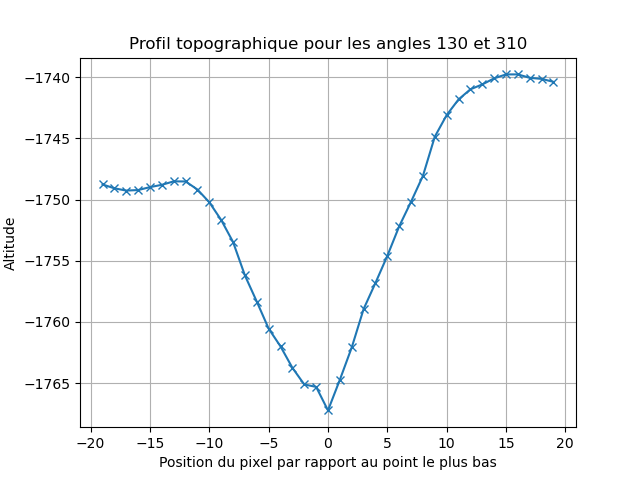 Profil topographique pour les angles 130 et 310
Altitude
−1740
−1745
−1750
−1755
−1760
−1765
−20 −15 −10 −5 0 5 10 15 20
Position du pixel par rapport au point le plus bas